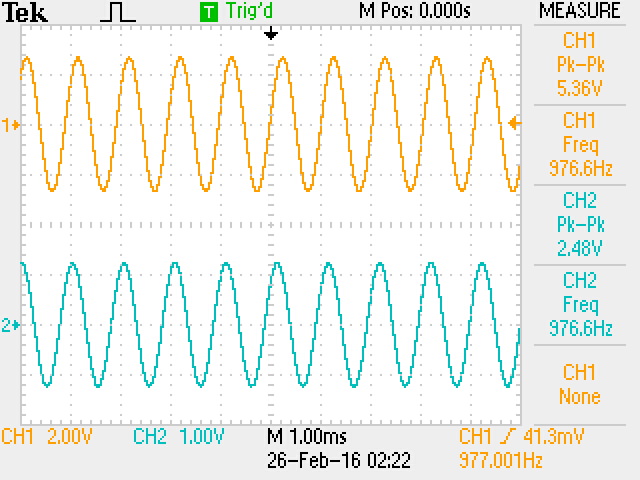 Tek T Trig'd M Pos: 0.000s MEASURE
CH1
Pk-Pk
5.36V
CH1
Freq
976.6Hz
CH2
Pk-Pk
2.48V
CH2
Freq
976.6Hz
CH1
None
1
2
CH1 2.00V CH2 1.00V M 1.00ms CH1 41.3mV
26-Feb-16 02:22 977.001Hz